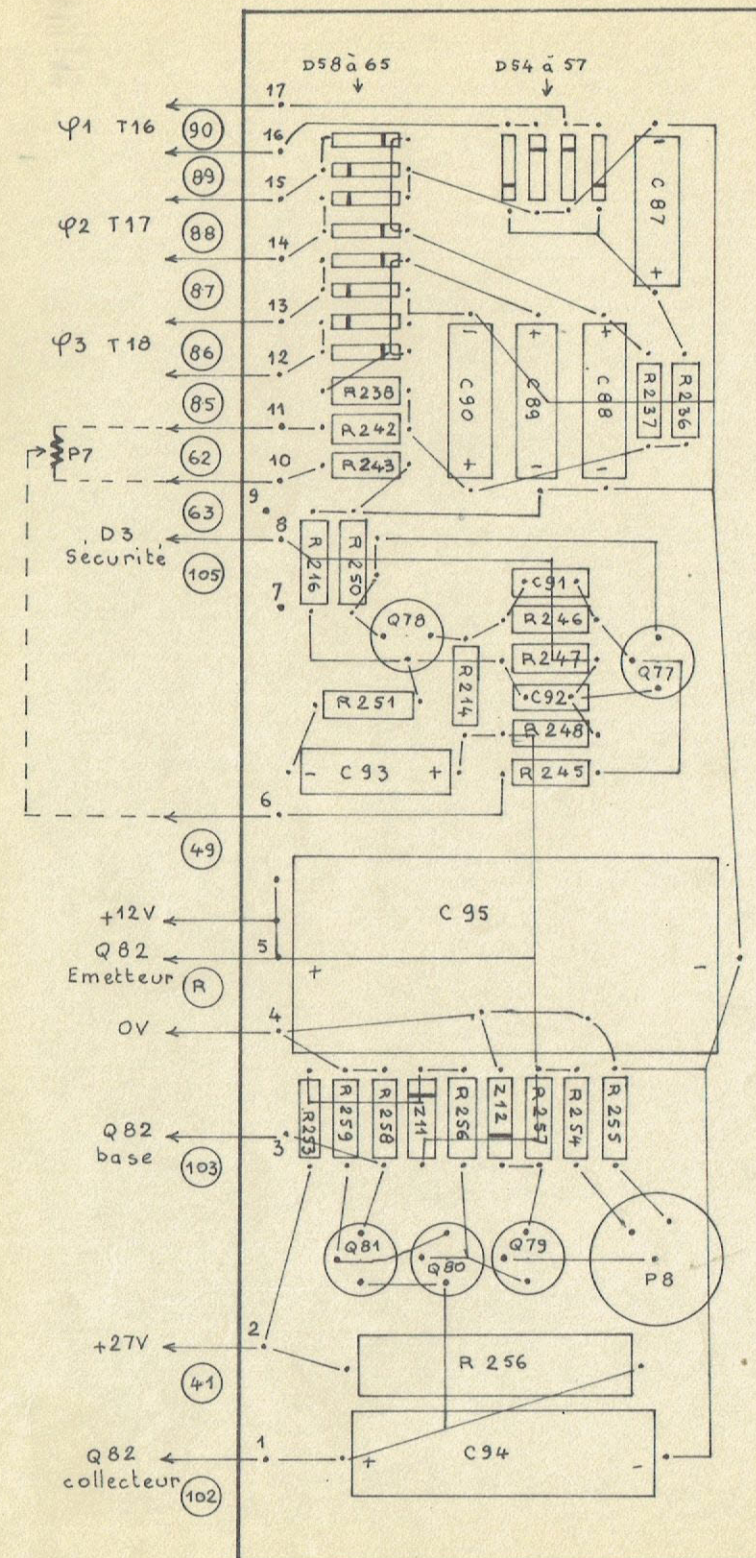 D58 à 65
D54 à 57
17
φ1 T16
90
16
89
15
φ2 T17
88
14
87
13
φ3 T18
86
12
85
11
P7
62
10
63
9
D3
Sécurité
8
105
7
6
49
+12V
Q82
Emetteur
5
R
0V
4
Q82
base
3
103
+27V
2
41
Q82
collecteur
1
102
- C87 +
R238
R242
R243
- C90 +
+ C89 -
+ C88 -
R237
R236
R216
R250
Q78
C91
R246
R247
C92
R248
R245
Q77
R214
R251
- C93 +
C95
+ -
R253
R259
R258
Z11
R256
Z12
R257
R254
R255
Q81
Q80
Q79
P8
R 256
+ C94 -